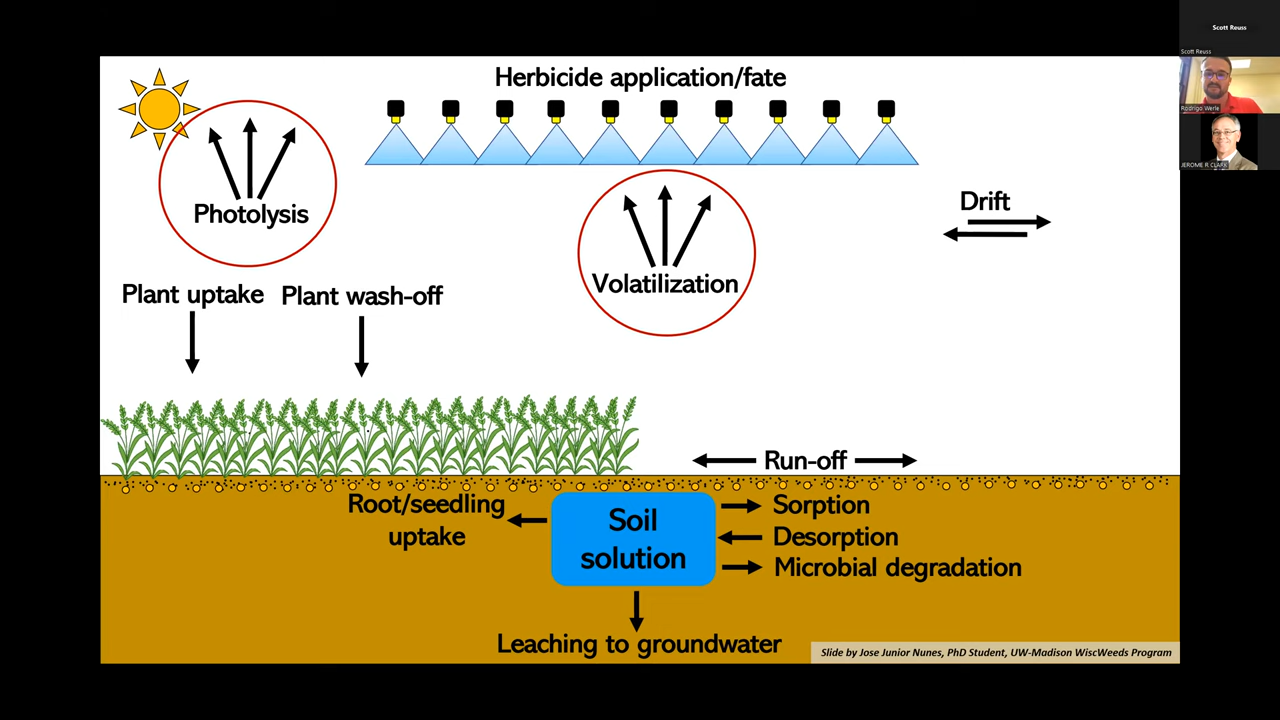 Herbicide application/fate
Photolysis
Drift
Volatilization
Plant uptake
Plant wash-off
Run-off
Root/seedling
uptake
Soil
solution
Sorption
Desorption
Microbial degradation
Leaching to groundwater
Slide by Jose Junior Nunes, PhD Student, UW-Madison WiscWeeds Program
Scott Reuss
Scott Reuss
Rodrigo Werle
JEROME R CLARK